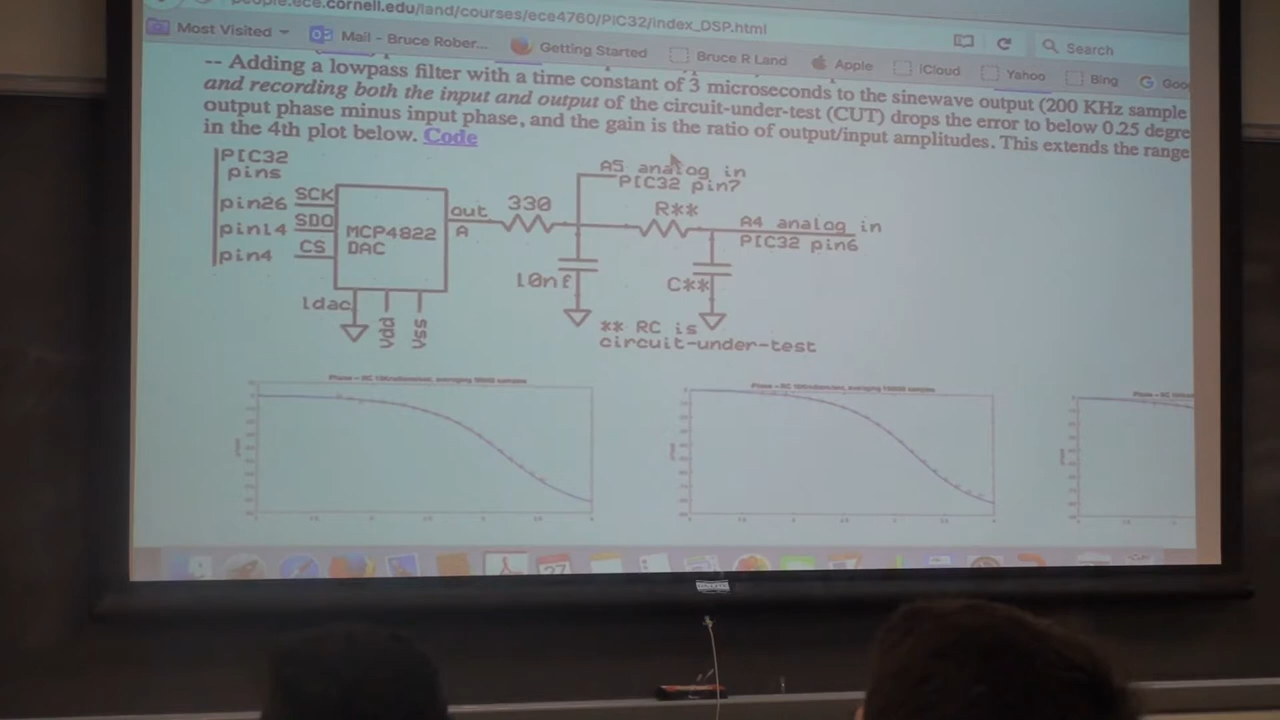 people.ece.cornell.edu/land/courses/ece4760/PIC32/index_DSP.html
Search
Most Visited
Mail - Bruce Rober...
Getting Started
Bruce R Land
Apple
iCloud
Yahoo
Bing
Goo
-- Adding a lowpass filter with a time constant of 3 microseconds to the sinewave output (200 KHz sample
and recording both the input and output of the circuit-under-test (CUT) drops the error to below 0.25 degre
output phase minus input phase, and the gain is the ratio of output/input amplitudes. This extends the range
in the 4th plot below. Code
PIC32
pins
pin26
pin14
pin4
SCK
SDO
CS
MCP4822
DAC
out
A
ldac
vdd
vss
330
10nf
A5 analog in
PIC32 pin7
R**
A4 analog in
PIC32 pin6
C**
** RC is
circuit-under-test
27